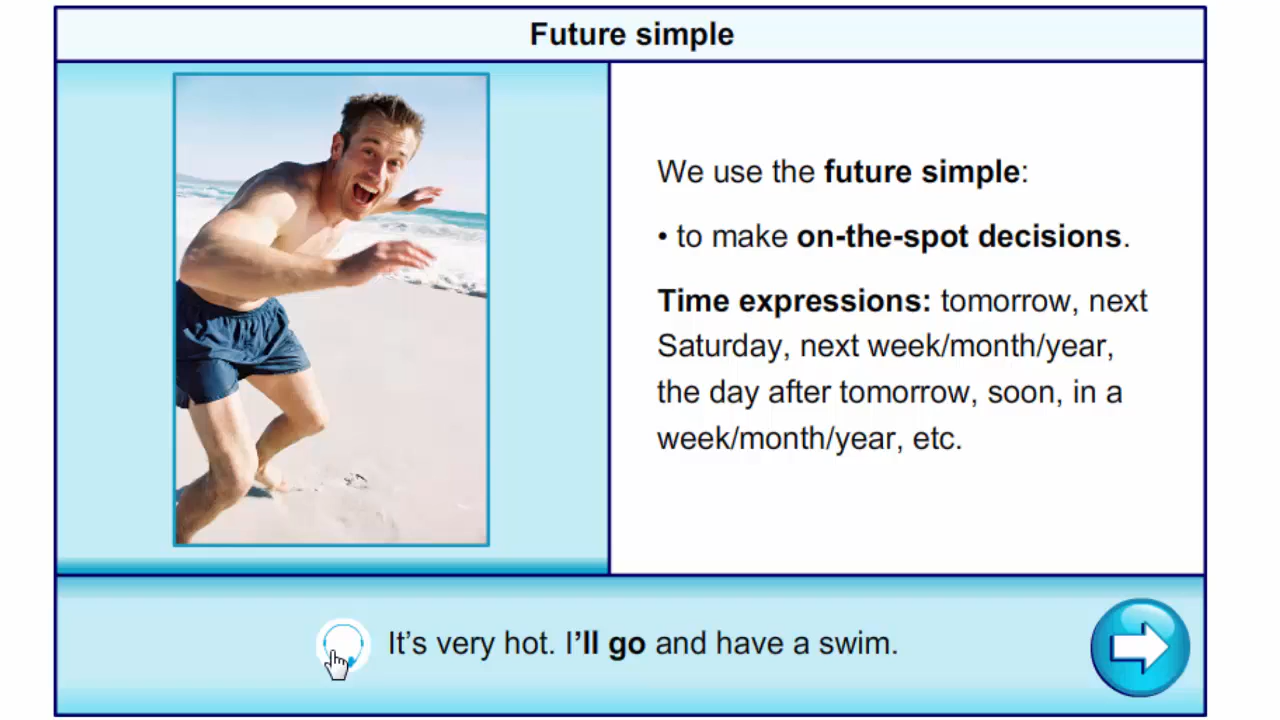 Future simple
We use the future simple:
• to make on-the-spot decisions.
Time expressions: tomorrow, next
Saturday, next week/month/year,
the day after tomorrow, soon, in a
week/month/year, etc.
It’s very hot. I’ll go and have a swim.